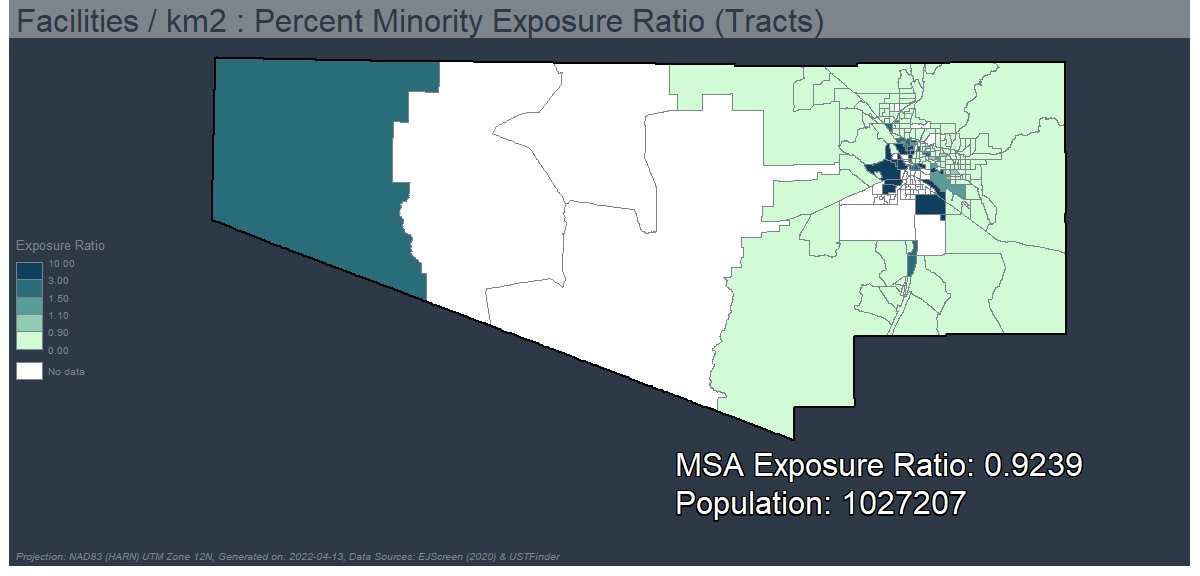 Facilities / km2 : Percent Minority Exposure Ratio (Tracts)
Exposure Ratio
10.00
3.00
1.50
1.10
0.90
0.00
No data
MSA Exposure Ratio: 0.9239
Population: 1027207
Projection: NAD83 (HARN) UTM Zone 12N, Generated on: 2022-04-13, Data Sources: EJScreen (2020) & USTFinder